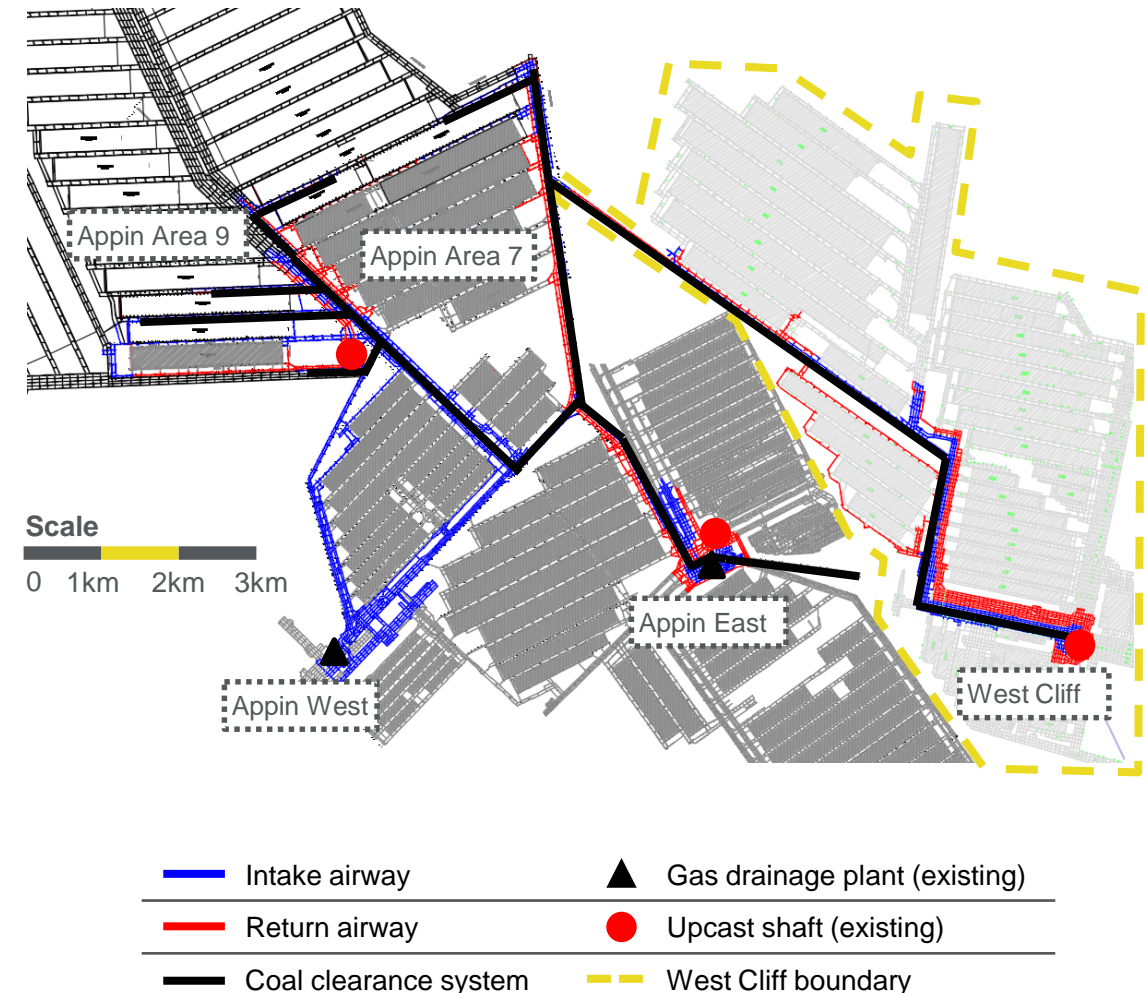 Appin Area 9
Appin Area 7
Scale
0 1km 2km 3km
Appin East
Appin West
West Cliff
Intake airway
Gas drainage plant (existing)
Return airway
Upcast shaft (existing)
Coal clearance system
West Cliff boundary